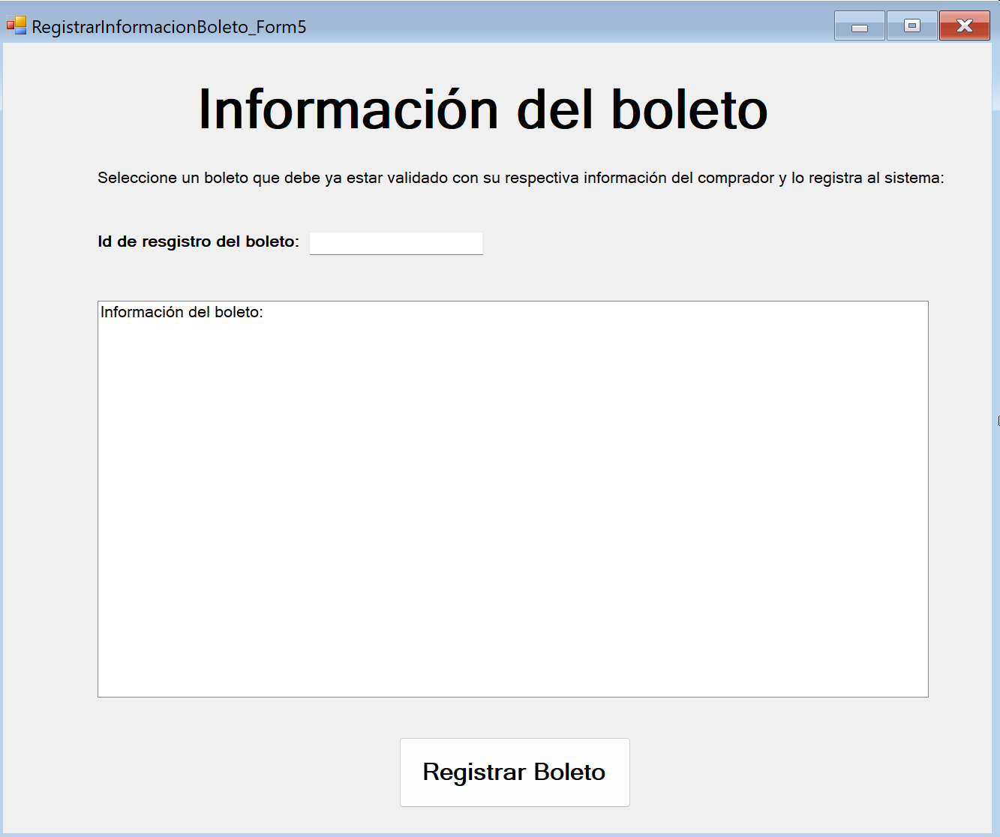 RegistrarInformacionBoleto_Form5
Información del boleto
Seleccione un boleto que debe ya estar validado con su respectiva información del comprador y lo registra al sistema:
Id de resgistro del boleto:
Información del boleto:
Registrar Boleto